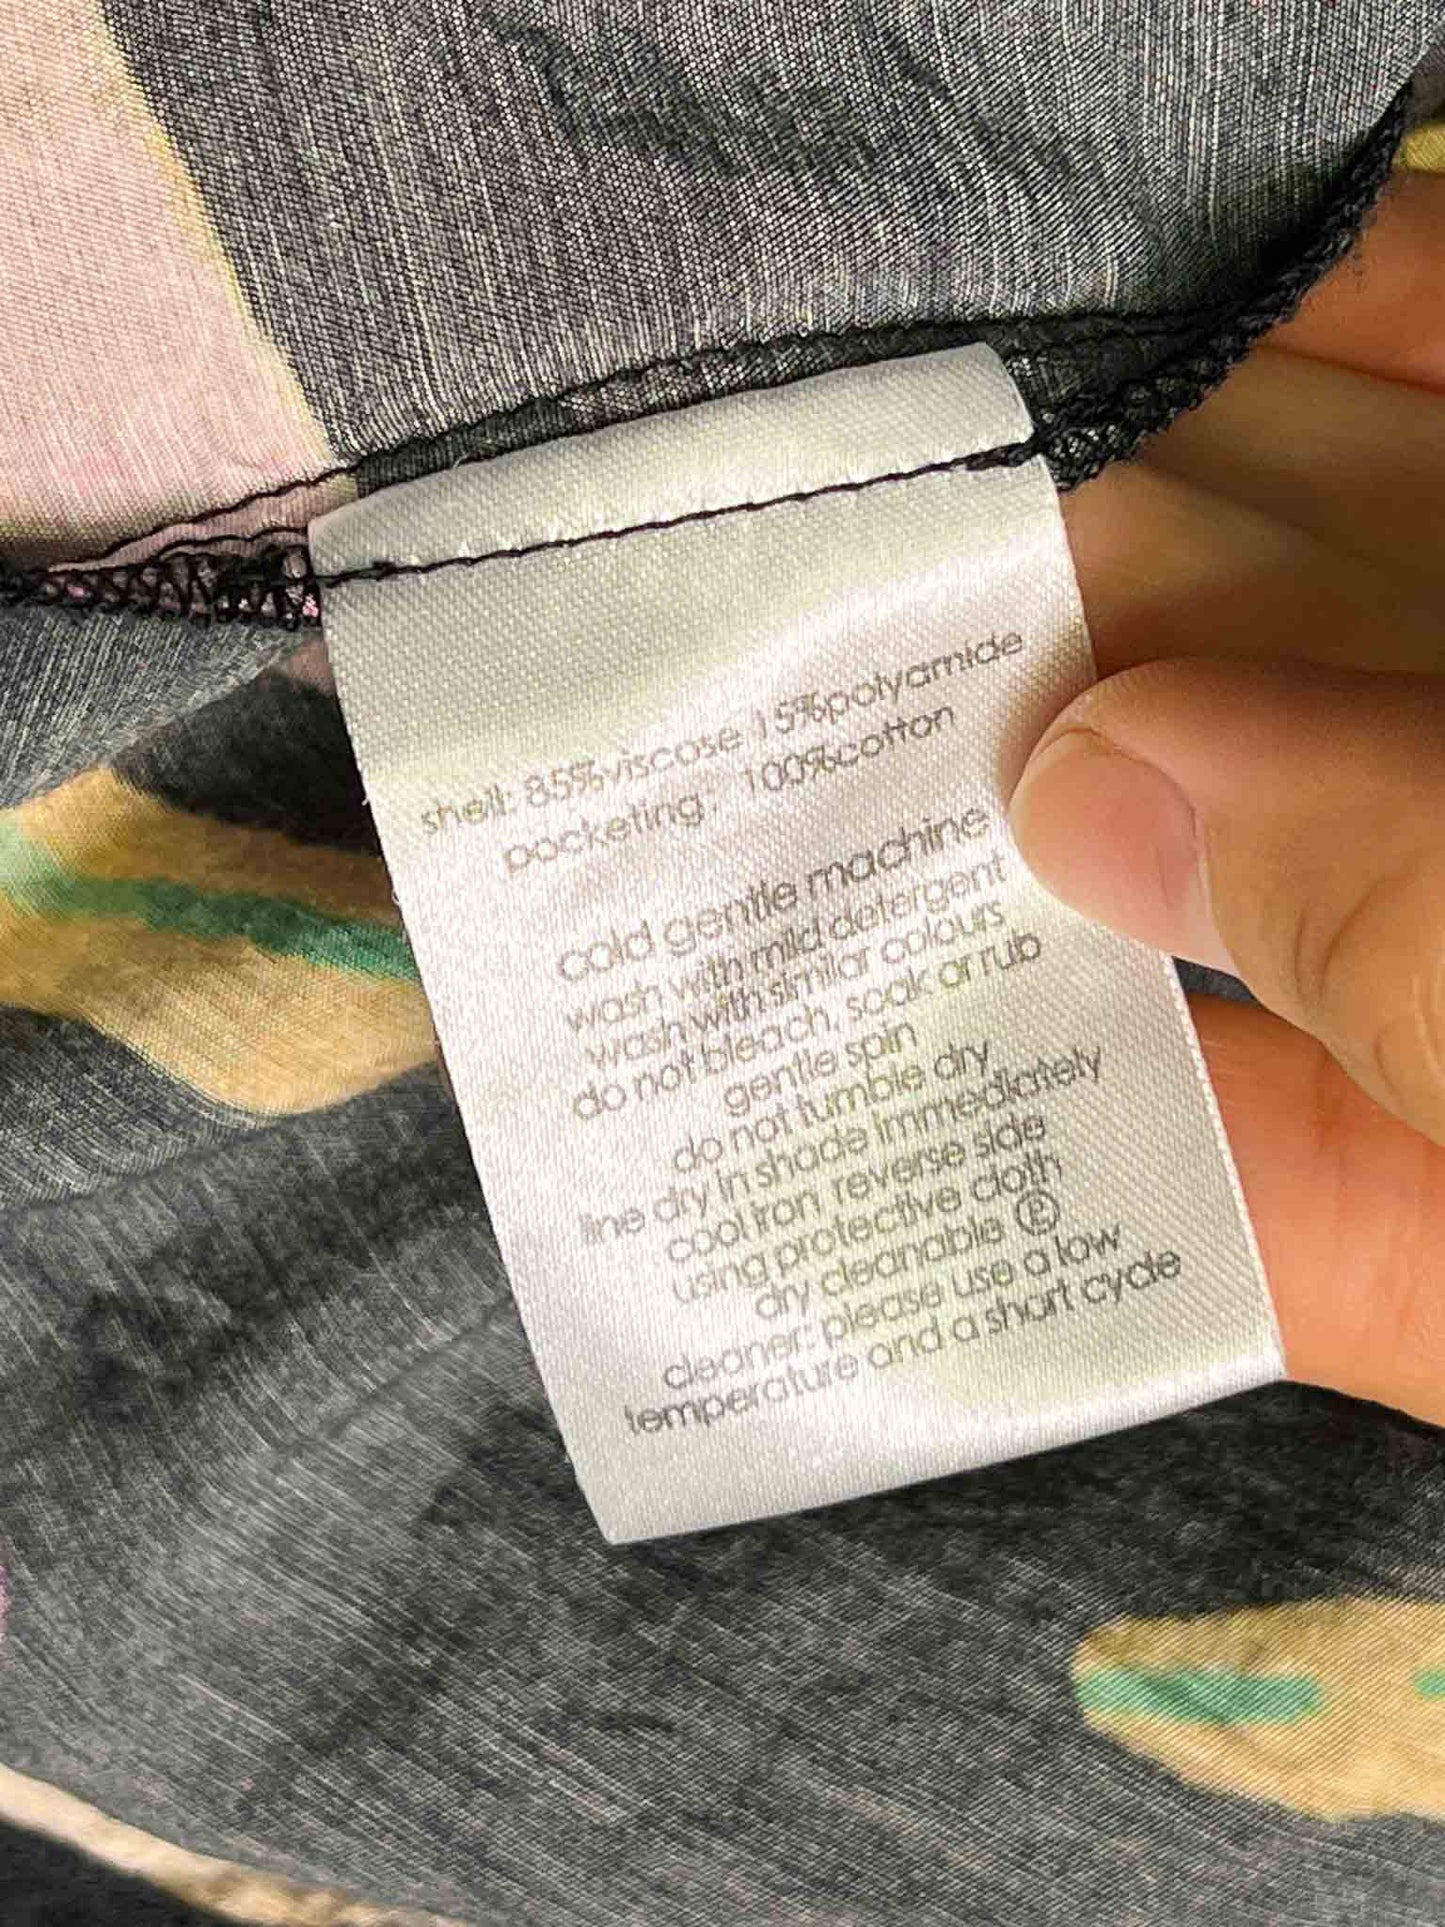 shell: 85%viscose 15%polyamide
pocketing: 100%cotton
cold gentle machine
wash with mild detergent
wash with similar colours
do not bleach, soak or rub
gentle spin
do not tumble dry
line dry in shade immediately
cool iron reverse side
using protective cloth
dry cleanable Ⓟ
cleaner: please use a low
temperature and a short cycle